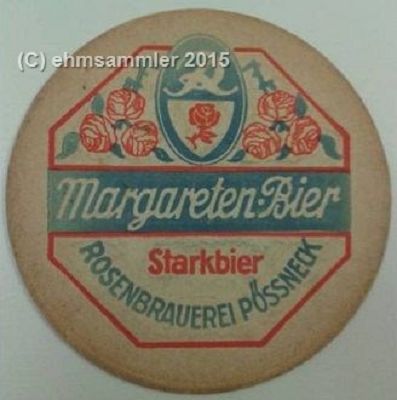 (C) ehmsammler 2015
Margareten-Bier
Starkbier
ROSENBRAUEREI PÖSSNECK